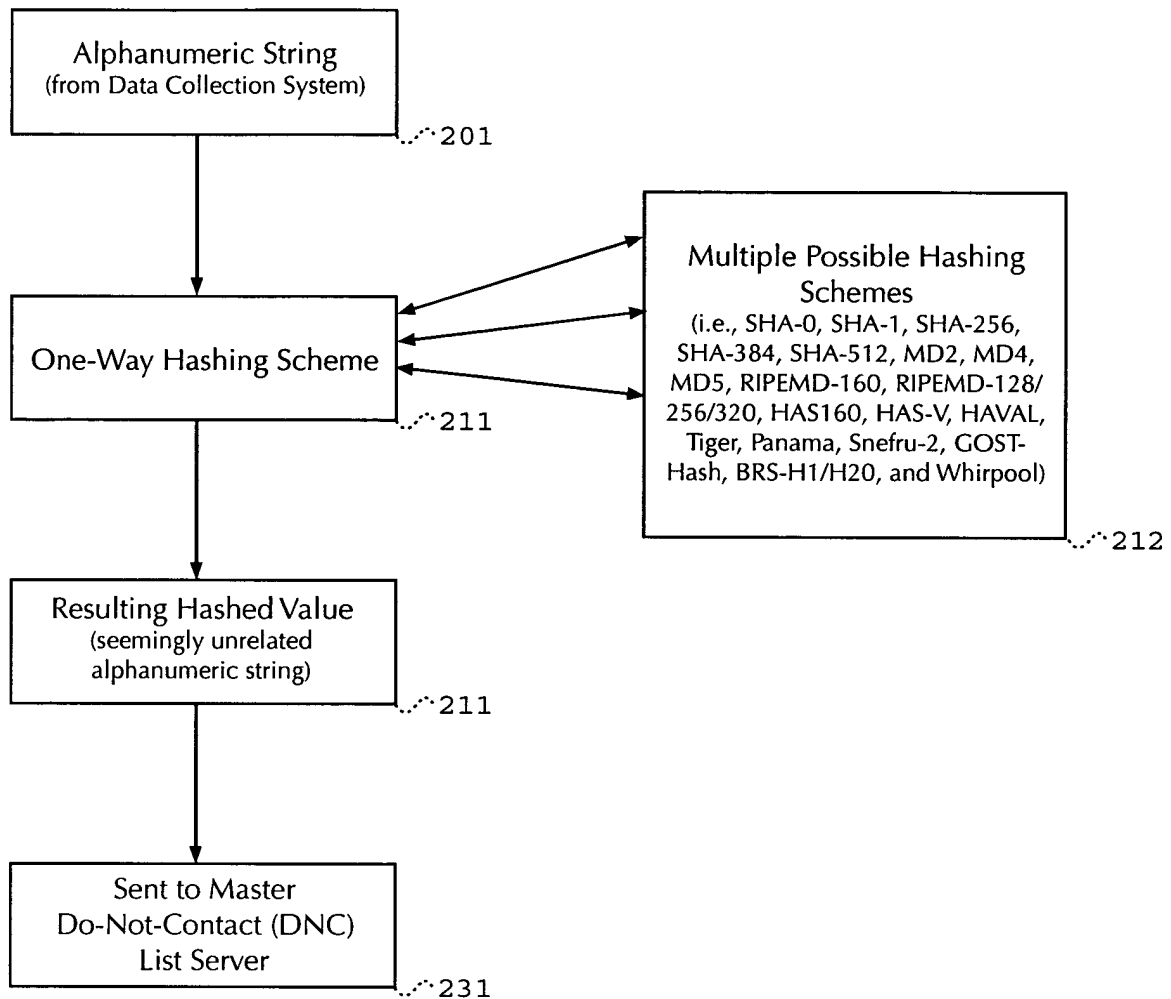 Alphanumeric String
(from Data Collection System)
201
One-Way Hashing Scheme
211
Multiple Possible Hashing
Schemes
(i.e., SHA-0, SHA-1, SHA-256,
SHA-384, SHA-512, MD2, MD4,
MD5, RIPEMD-160, RIPEMD-128/
256/320, HAS160, HAS-V, HAVAL,
Tiger, Panama, Snefru-2, GOST-
Hash, BRS-H1/H20, and Whirpool)
212
Resulting Hashed Value
(seemingly unrelated
alphanumeric string)
211
Sent to Master
Do-Not-Contact (DNC)
List Server
231